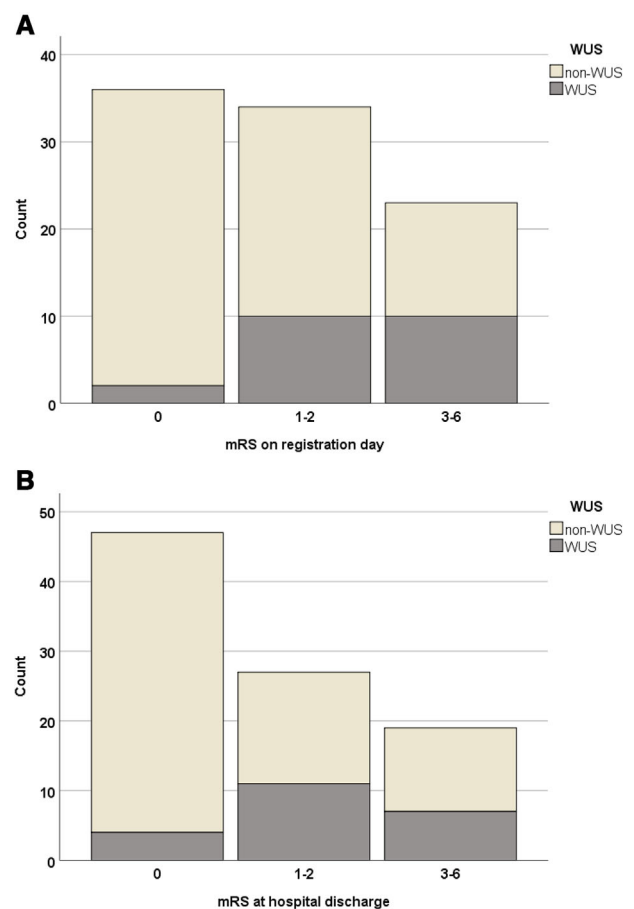 A
WUS
non-WUS
WUS
40
30
20
10
0
Count
0 1-2 3-6
mRS on registration day
B
WUS
non-WUS
WUS
50
40
30
20
10
0
Count
0 1-2 3-6
mRS at hospital discharge